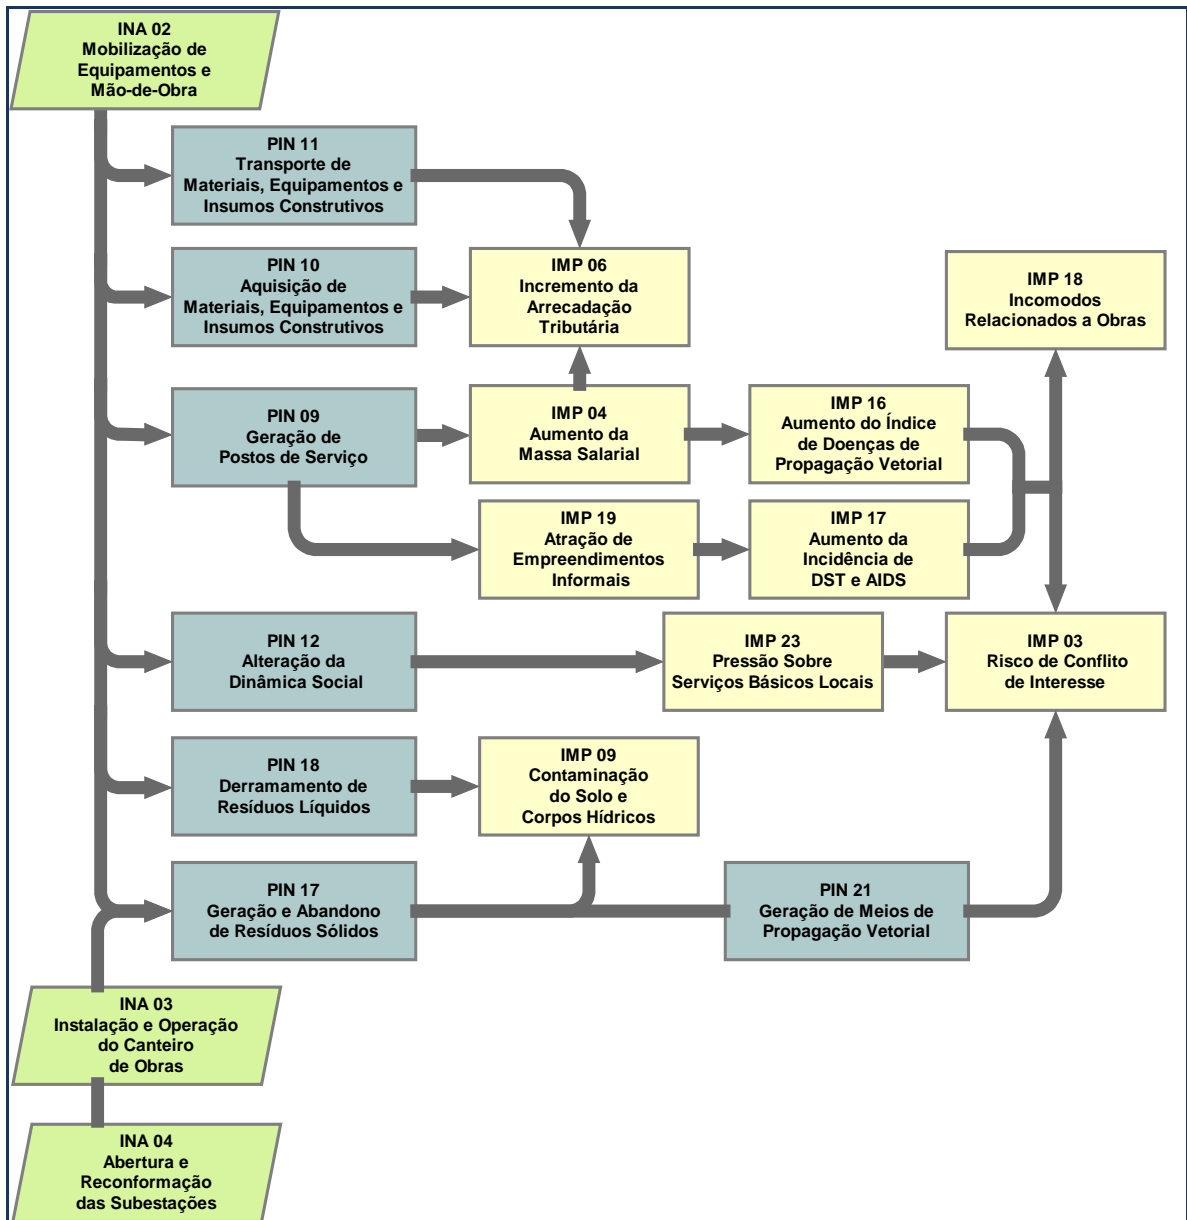 INA 02
Mobilização de
Equipamentos e
Mão-de-Obra
PIN 11
Transporte de
Materiais, Equipamentos e
Insumos Construtivos
PIN 10
Aquisição de
Materiais, Equipamentos e
Insumos Construtivos
IMP 06
Incremento da
Arrecadação
Tributária
IMP 18
Incomodos
Relacionados a Obras
PIN 09
Geração de
Postos de Serviço
IMP 04
Aumento da
Massa Salarial
IMP 16
Aumento do Índice
de Doenças de
Propagação Vetorial
IMP 19
Atração de
Empreendimentos
Informais
IMP 17
Aumento da
Incidência de
DST e AIDS
PIN 12
Alteração da
Dinâmica Social
IMP 23
Pressão Sobre
Serviços Básicos Locais
IMP 03
Risco de Conflito
de Interesse
PIN 18
Derramamento de
Resíduos Líquidos
IMP 09
Contaminação
do Solo e
Corpos Hídricos
PIN 17
Geração e Abandono
de Resíduos Sólidos
PIN 21
Geração de Meios de
Propagação Vetorial
INA 03
Instalação e Operação
do Canteiro
de Obras
INA 04
Abertura e
Reconformação
das Subestações